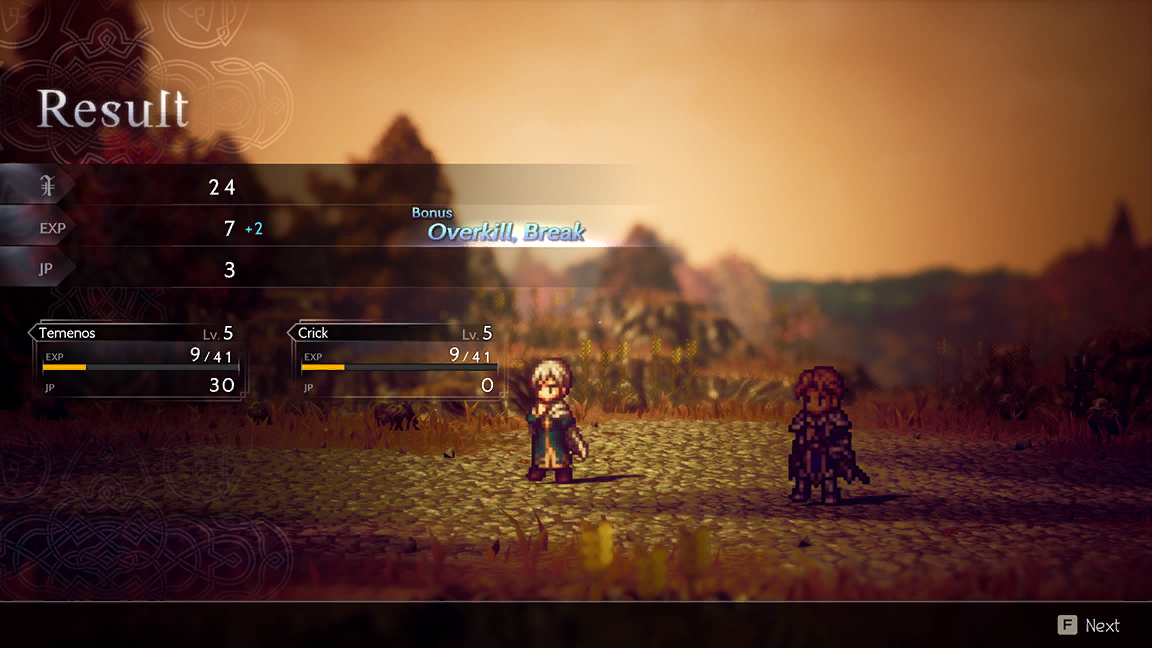 Result
24
EXP 7 +2
Bonus
Overkill, Break
JP 3
Temenos Lv. 5
EXP 9/41
JP 30
Crick Lv. 5
EXP 9/41
JP 0
F Next